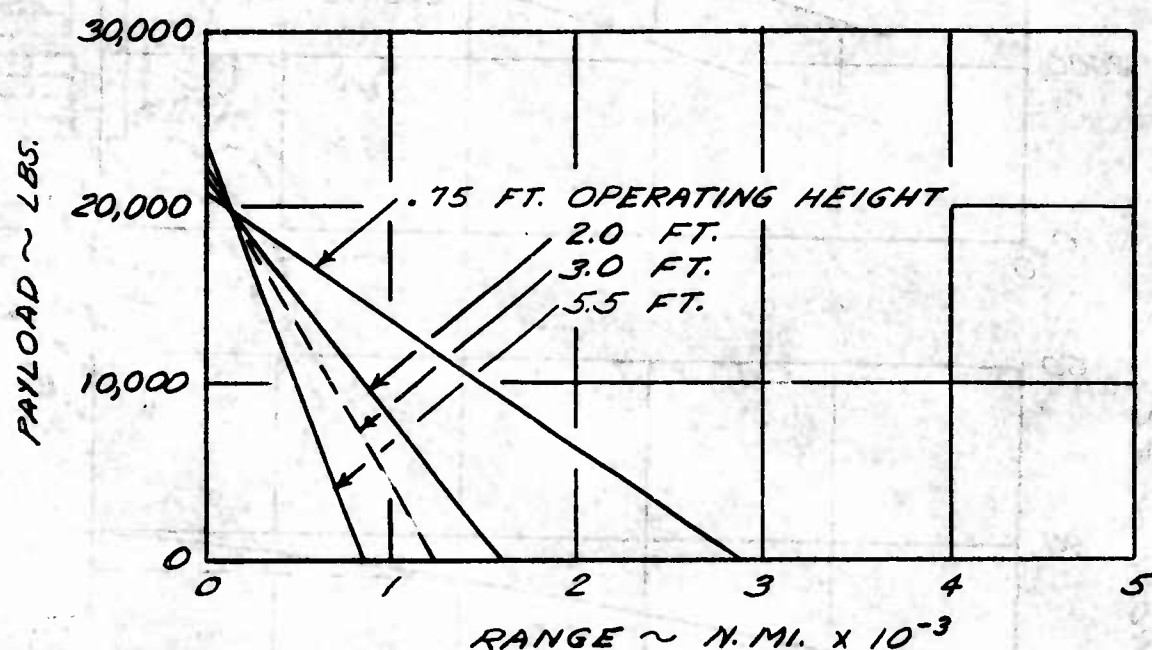 30,000
20,000
10,000
0
PAYLOAD ~ LBS.
.75 FT. OPERATING HEIGHT
2.0 FT.
3.0 FT.
5.5 FT.
0 1 2 3 4 5
RANGE ~ N.MI. x 10⁻³